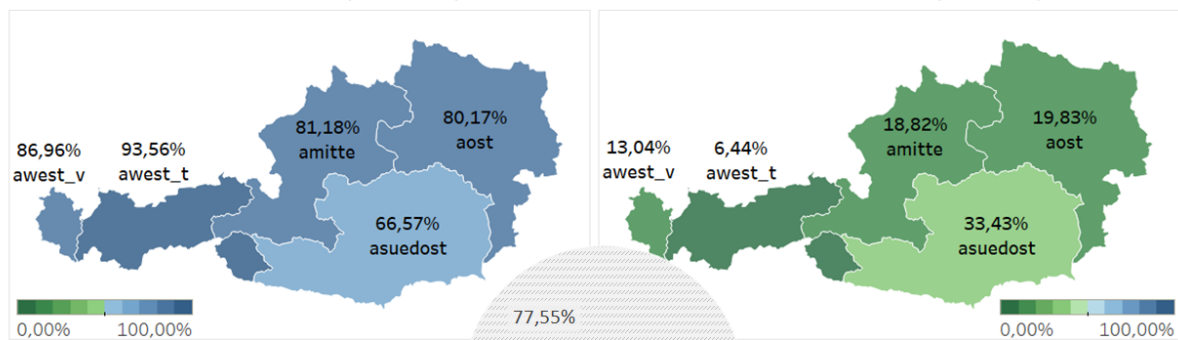 86,96%
awest_v
93,56%
awest_t
81,18%
amitte
80,17%
aost
66,57%
asuedost
0,00%
100,00%
77,55%
13,04%
awest_v
6,44%
awest_t
18,82%
amitte
19,83%
aost
33,43%
asuedost
0,00%
100,00%